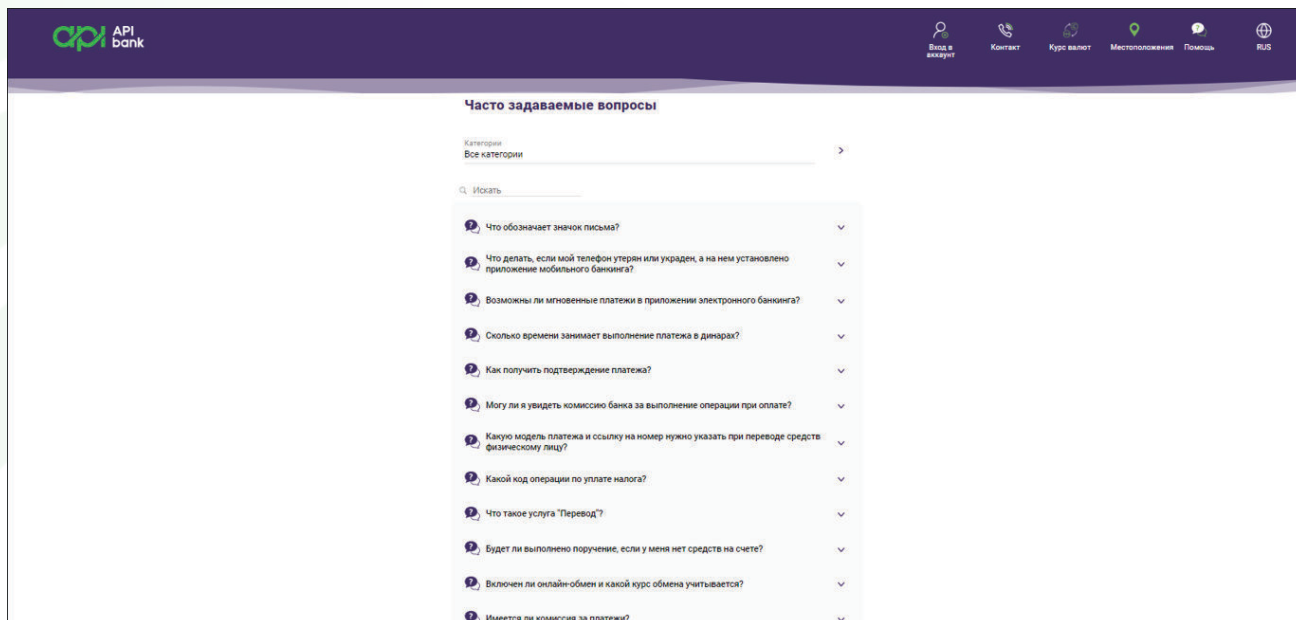 api API
bank
Вход в
аккаунт
Контакт
Курс валют
Местоположения
Помощь
RUS
Часто задаваемые вопросы
Категории
Все категории
Искать
Что обозначает значок письма?
Что делать, если мой телефон утерян или украден, а на нем установлено
приложение мобильного банкинга?
Возможны ли мгновенные платежи в приложении электронного банкинга?
Сколько времени занимает выполнение платежа в динарах?
Как получить подтверждение платежа?
Могу ли я увидеть комиссию банка за выполнение операции при оплате?
Какую модель платежа и ссылку на номер нужно указать при переводе средств
физическому лицу?
Какой код операции по уплате налога?
Что такое услуга "Перевод"?
Будет ли выполнено поручение, если у меня нет средств на счете?
Включен ли онлайн-обмен и какой курс обмена учитывается?
Имеется ли комиссия за платежи?